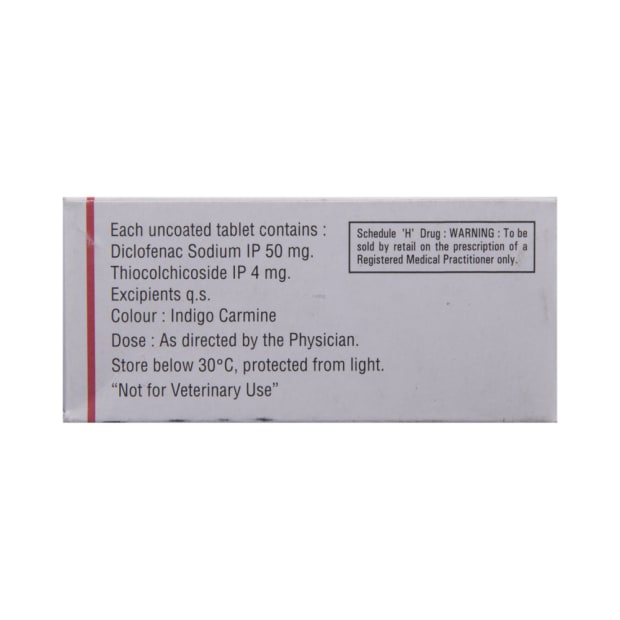 Each uncoated tablet contains :
Diclofenac Sodium IP 50 mg.
Thiocolchicoside IP 4 mg.
Excipients q.s.
Colour : Indigo Carmine
Dose : As directed by the Physician.
Store below 30°C, protected from light.
“Not for Veterinary Use”
Schedule 'H' Drug : WARNING : To be
sold by retail on the prescription of a
Registered Medical Practitioner only.